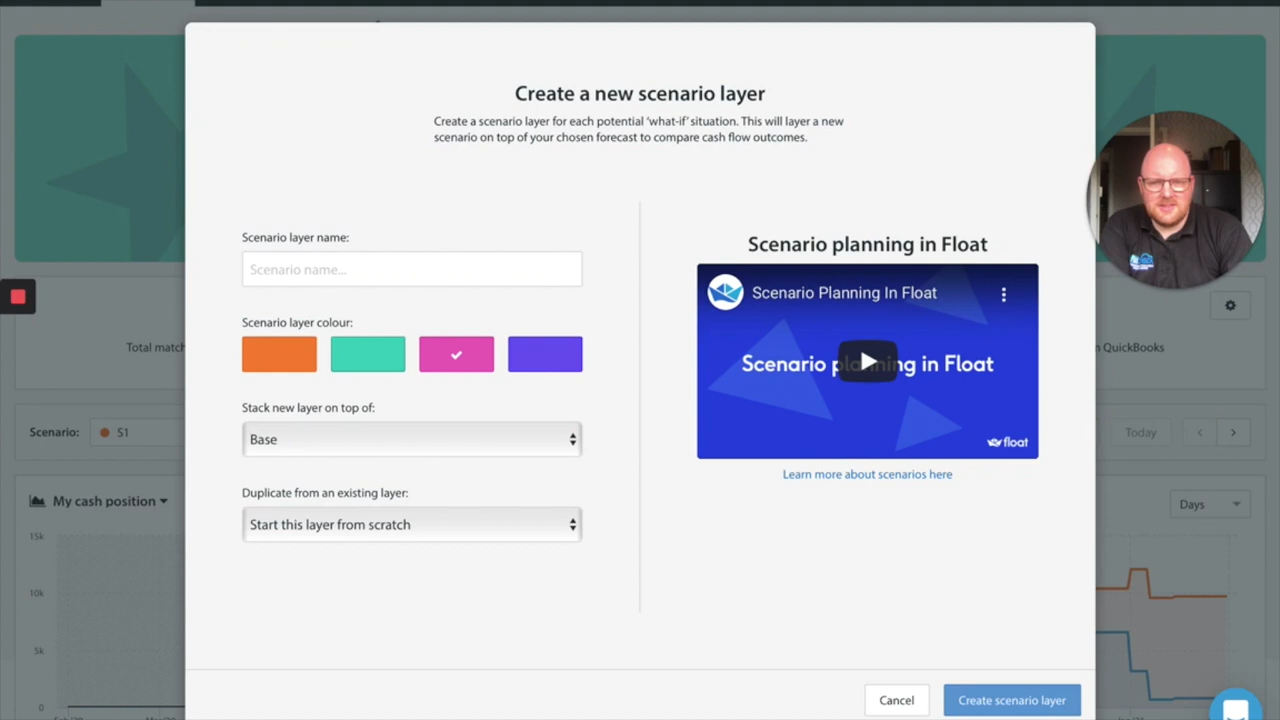 Create a new scenario layer
Create a scenario layer for each potential 'what-if' situation. This will layer a new
scenario on top of your chosen forecast to compare cash flow outcomes.
Scenario layer name:
Scenario name...
Scenario layer colour:
Stack new layer on top of:
Base
Duplicate from an existing layer:
Start this layer from scratch
Scenario planning in Float
Scenario Planning In Float
Scenario planning in Float
float
Learn more about scenarios here
Cancel
Create scenario layer
Total match
QuickBooks
Scenario:
S1
Today
My cash position
Days
15k
10k
5k
0